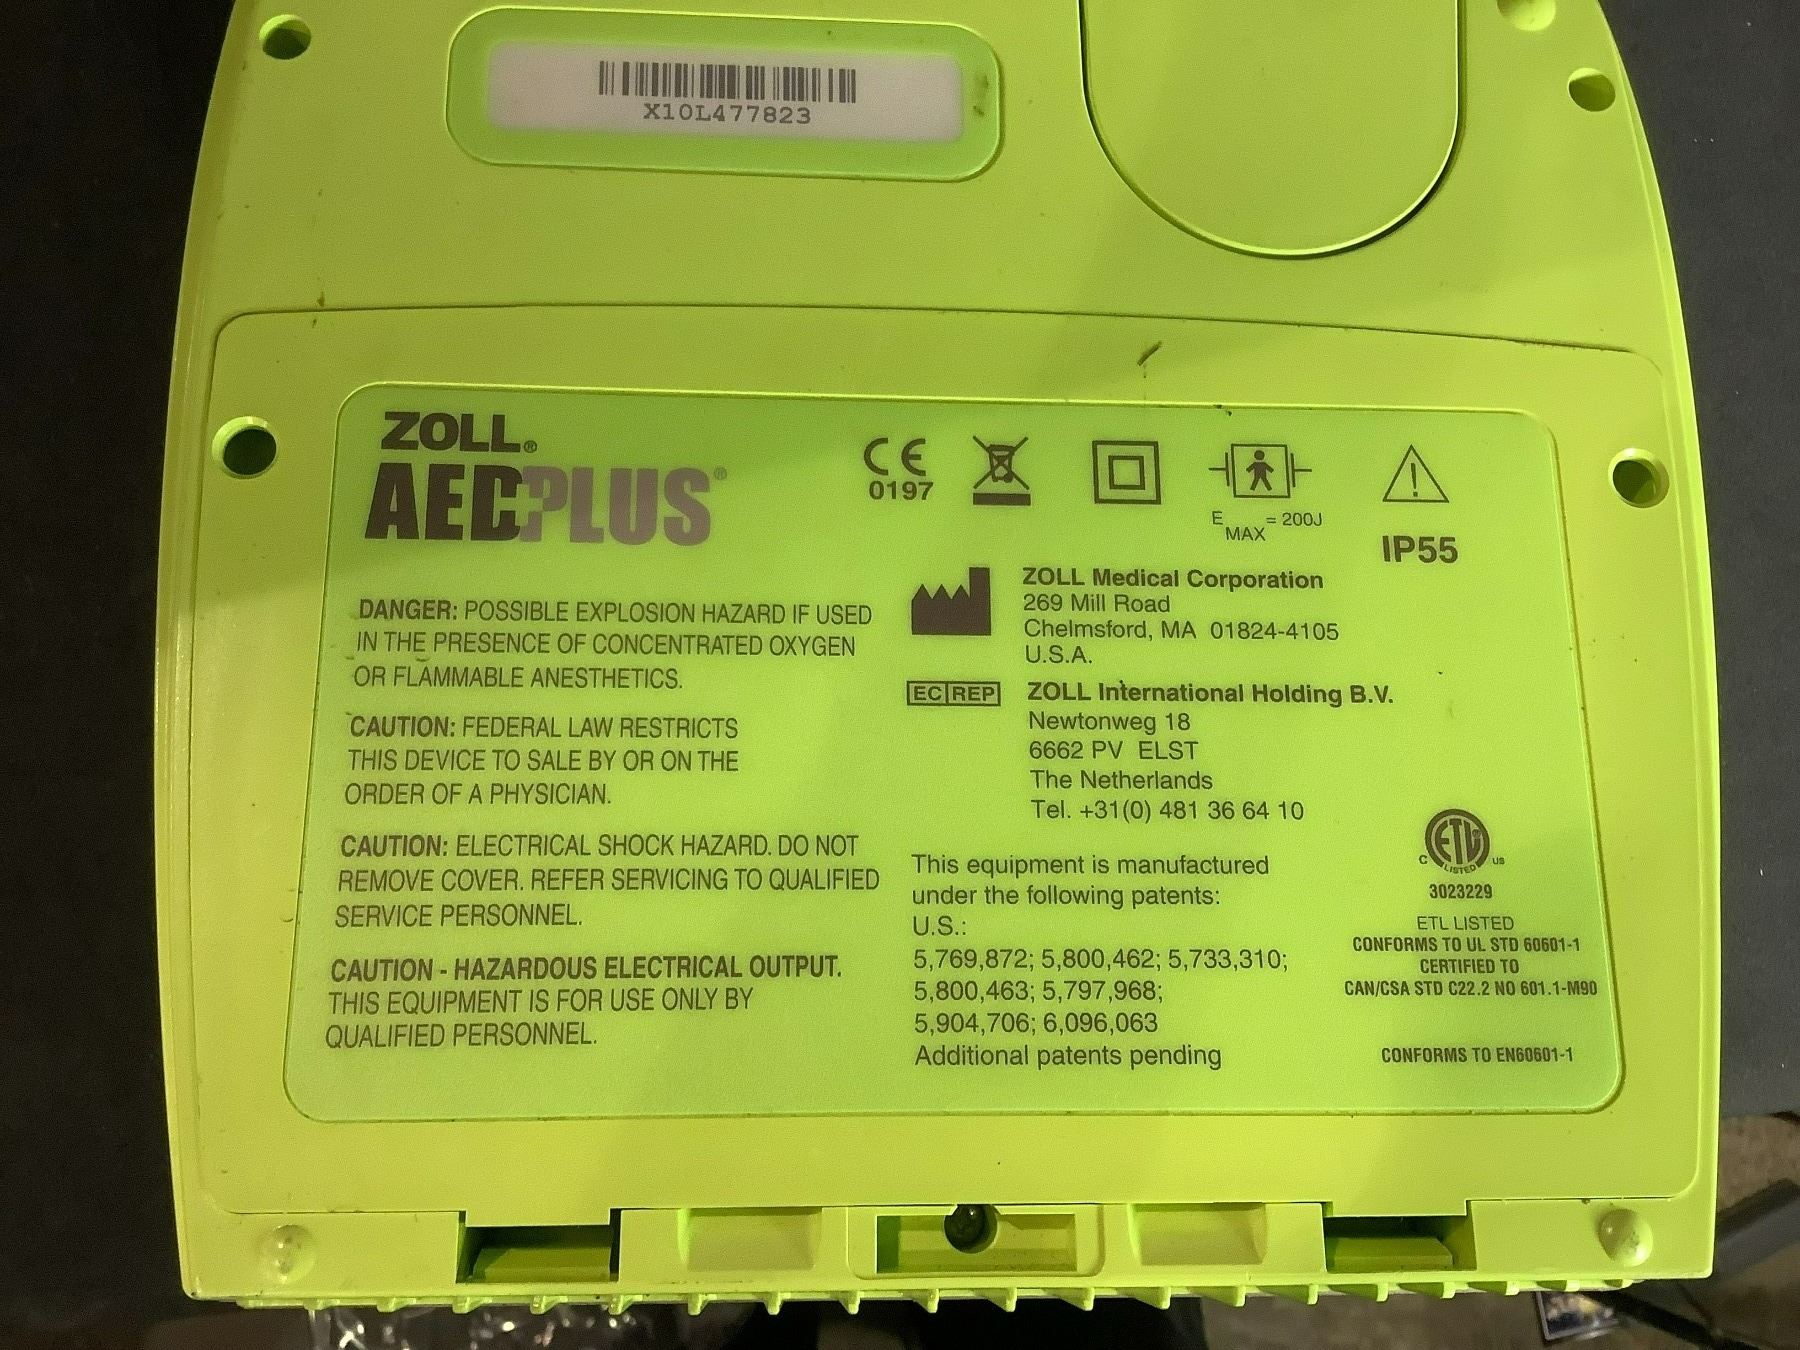 X10L477823
ZOLL®
AEDPLUS®
CE
0197
E MAX = 200J
IP55
DANGER: POSSIBLE EXPLOSION HAZARD IF USED
IN THE PRESENCE OF CONCENTRATED OXYGEN
OR FLAMMABLE ANESTHETICS.
CAUTION: FEDERAL LAW RESTRICTS
THIS DEVICE TO SALE BY OR ON THE
ORDER OF A PHYSICIAN.
CAUTION: ELECTRICAL SHOCK HAZARD. DO NOT
REMOVE COVER. REFER SERVICING TO QUALIFIED
SERVICE PERSONNEL.
CAUTION - HAZARDOUS ELECTRICAL OUTPUT.
THIS EQUIPMENT IS FOR USE ONLY BY
QUALIFIED PERSONNEL.
ZOLL Medical Corporation
269 Mill Road
Chelmsford, MA 01824-4105
U.S.A.
EC REP
ZOLL International Holding B.V.
Newtonweg 18
6662 PV ELST
The Netherlands
Tel. +31(0) 481 36 64 10
This equipment is manufactured
under the following patents:
U.S.:
5,769,872; 5,800,462; 5,733,310;
5,800,463; 5,797,968;
5,904,706; 6,096,063
Additional patents pending
C ETL US
LISTED
3023229
ETL LISTED
CONFORMS TO UL STD 60601-1
CERTIFIED TO
CAN/CSA STD C22.2 NO 601.1-M90
CONFORMS TO EN60601-1